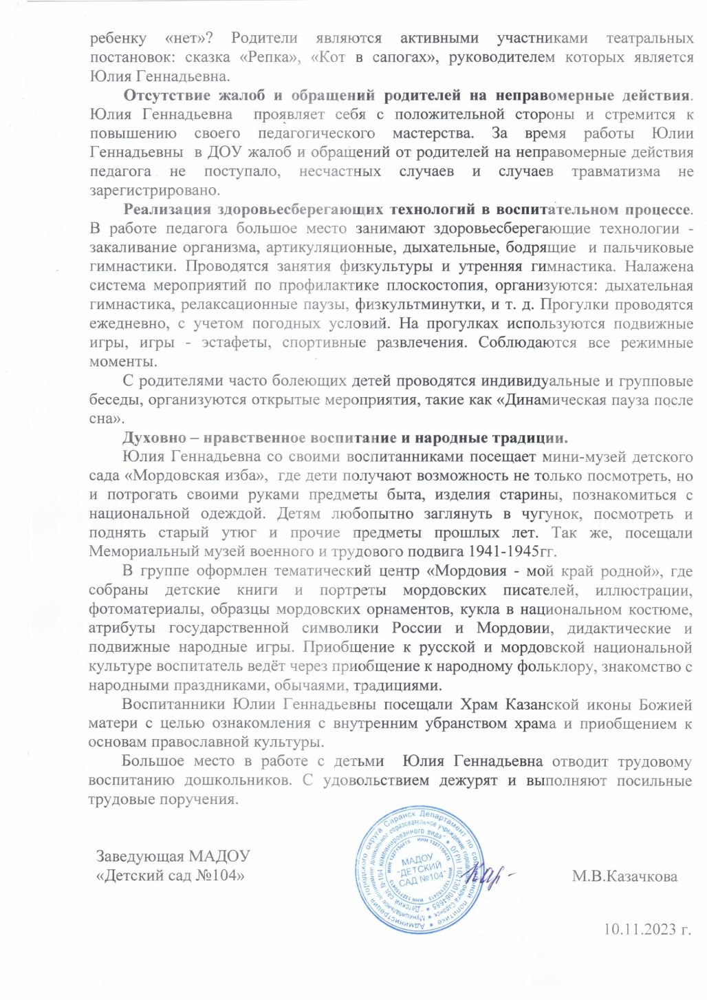 ребенку «нет»? Родители являются активными участниками театральных
постановок: сказка «Репка», «Кот в сапогах», руководителем которых является
Юлия Геннадьевна.
Отсутствие жалоб и обращений родителей на неправомерные действия.
Юлия Геннадьевна проявляет себя с положительной стороны и стремится к
повышению своего педагогического мастерства. За время работы Юлии
Геннадьевны в ДОУ жалоб и обращений от родителей на неправомерные действия
педагога не поступало, несчастных случаев и случаев травматизма не
зарегистрировано.
Реализация здоровьесберегающих технологий в воспитательном процессе.
В работе педагога большое место занимают здоровьесберегающие технологии -
закаливание организма, артикуляционные, дыхательные, бодрящие и пальчиковые
гимнастики. Проводятся занятия физкультуры и утренняя гимнастика. Налажена
система мероприятий по профилактике плоскостопия, организуются: дыхательная
гимнастика, релаксационные паузы, физкультминутки, и т. д. Прогулки проводятся
ежедневно, с учетом погодных условий. На прогулках используются подвижные
игры, игры - эстафеты, спортивные развлечения. Соблюдаются все режимные
моменты.
С родителями часто болеющих детей проводятся индивидуальные и групповые
беседы, организуются открытые мероприятия, такие как «Динамическая пауза после
сна».
Духовно – нравственное воспитание и народные традиции.
Юлия Геннадьевна со своими воспитанниками посещает мини-музей детского
сада «Мордовская изба», где дети получают возможность не только посмотреть, но
и потрогать своими руками предметы быта, изделия старины, познакомиться с
национальной одеждой. Детям любопытно заглянуть в чугунок, посмотреть и
поднять старый утюг и прочие предметы прошлых лет. Так же, посещали
Мемориальный музей военного и трудового подвига 1941-1945гг.
В группе оформлен тематический центр «Мордовия - мой край родной», где
собраны детские книги и портреты мордовских писателей, иллюстрации,
фотоматериалы, образцы мордовских орнаментов, кукла в национальном костюме,
атрибуты государственной символики России и Мордовии, дидактические и
подвижные народные игры. Приобщение к русской и мордовской национальной
культуре воспитатель ведёт через приобщение к народному фольклору, знакомство с
народными праздниками, обычаями, традициями.
Воспитанники Юлии Геннадьевны посещали Храм Казанской иконы Божией
матери с целью ознакомления с внутренним убранством храма и приобщением к
основам православной культуры.
Большое место в работе с детьми Юлия Геннадьевна отводит трудовому
воспитанию дошкольников. С удовольствием дежурят и выполняют посильные
трудовые поручения.
Заведующая МАДОУ
«Детский сад №104»
М.В.Казачкова
Администрация городского округа Саранск Департамент по социальной политике
МАДОУ
"ДЕТСКИЙ
САД №104"
10.11.2023 г.